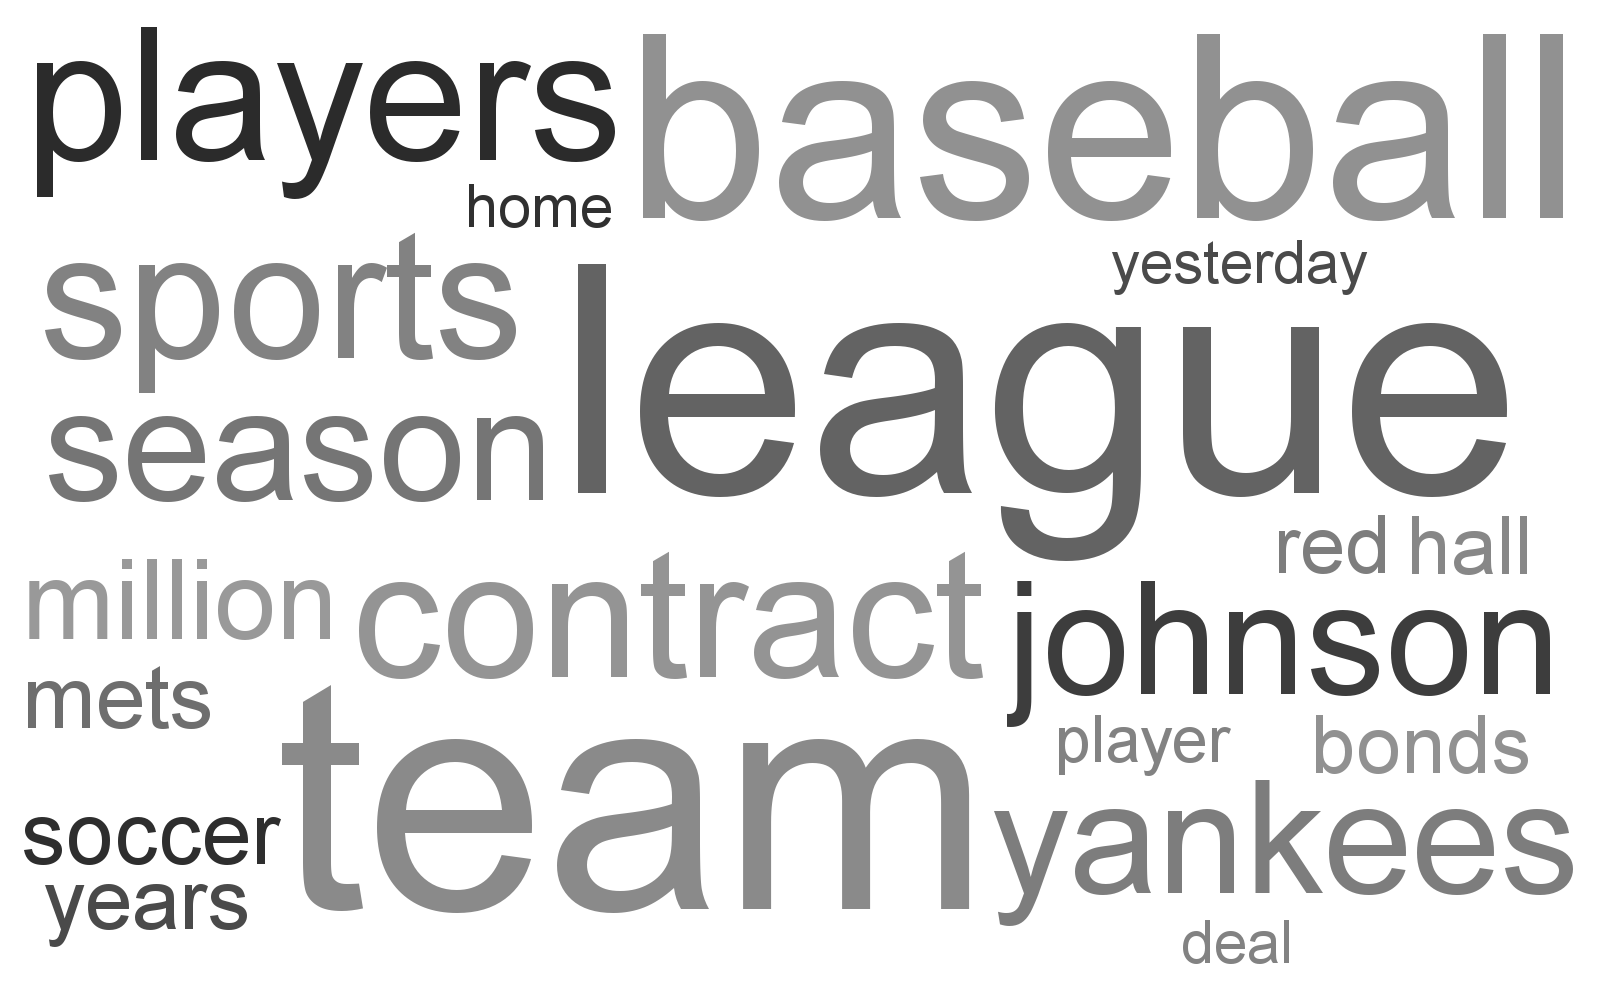 players baseball
home
sports yesterday
league
season
red hall
million contract johnson
mets
player bonds
team yankees
soccer
years
deal